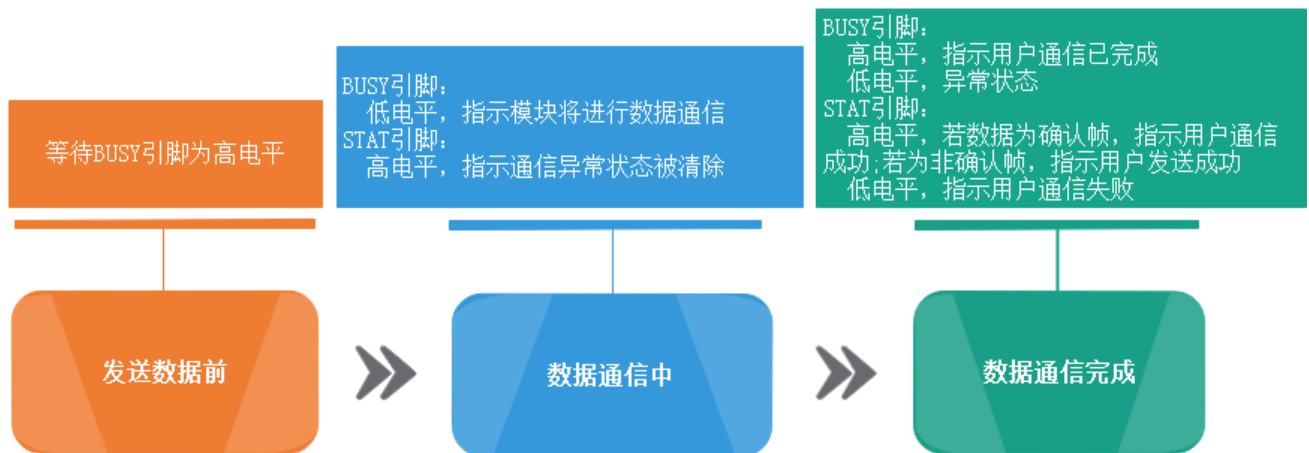 等待BUSY引脚为高电平
BUSY引脚:
低电平，指示模块将进行数据通信
STAT引脚:
高电平，指示通信异常状态被清除
BUSY引脚:
高电平，指示用户通信已完成
低电平，异常状态
STAT引脚:
高电平，若数据为确认帧，指示用户通信
成功;若为非确认帧，指示用户发送成功
低电平，指示用户通信失败
发送数据前
数据通信中
数据通信完成